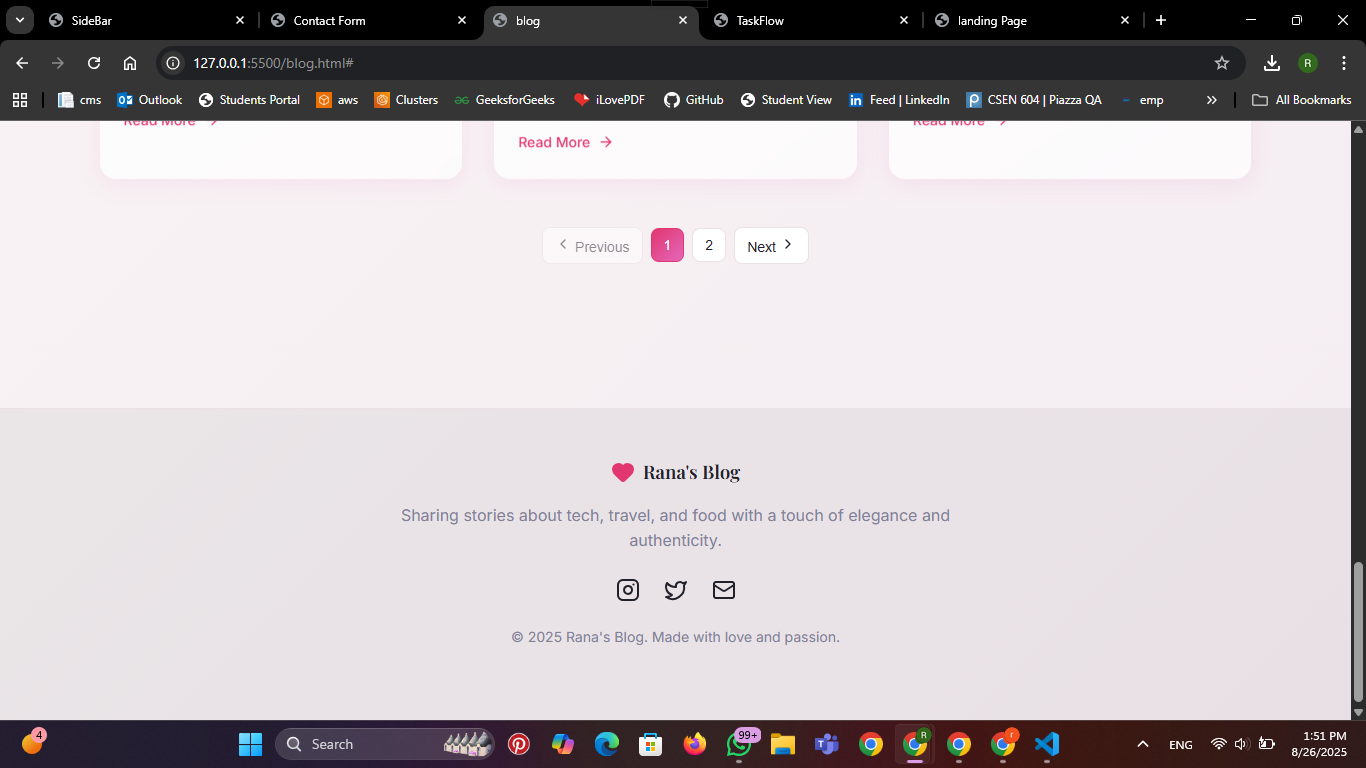 SideBar
Contact Form
blog
TaskFlow
landing Page
127.0.0.1:5500/blog.html#
R
cms
Outlook
Students Portal
aws
Clusters
GeeksforGeeks
iLovePDF
GitHub
Student View
Feed | LinkedIn
CSEN 604 | Piazza QA
emp
All Bookmarks
Read More
Read More
Read More
Previous
1
2
Next
Rana's Blog
Sharing stories about tech, travel, and food with a touch of elegance and
authenticity.
© 2025 Rana's Blog. Made with love and passion.
4
Search
99+
R
r
ENG
1:51 PM
8/26/2025